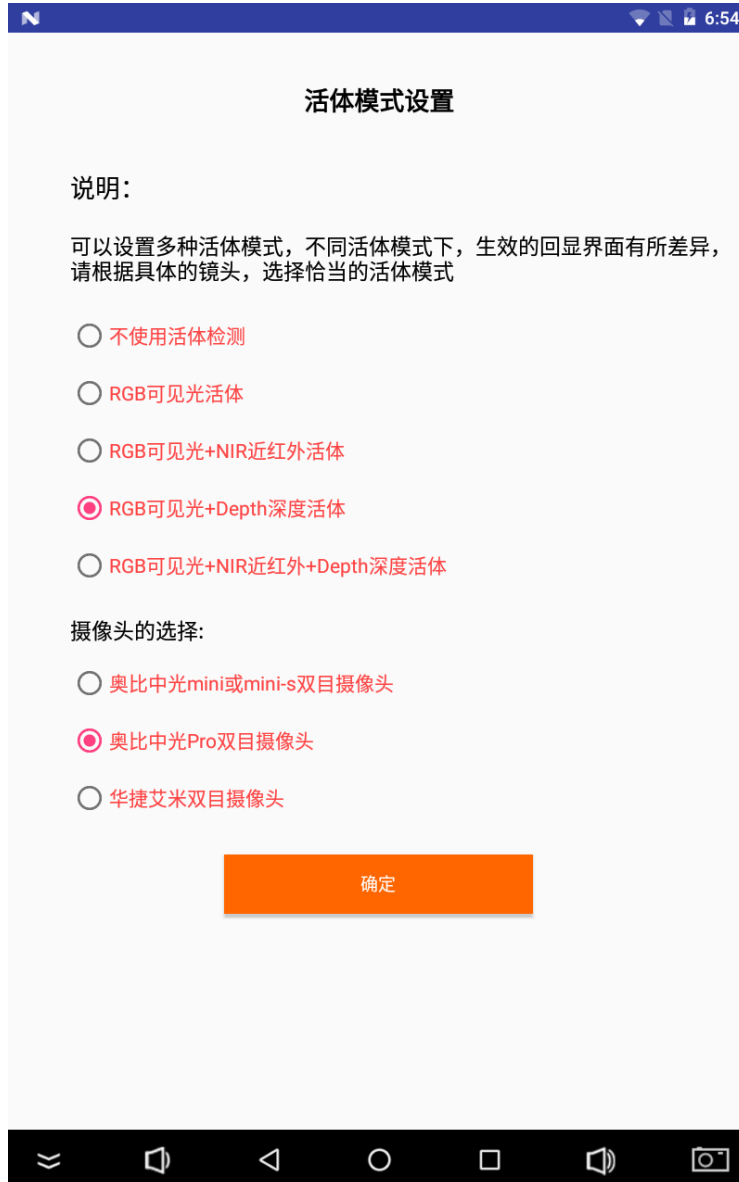 6:54
活体模式设置
说明：
可以设置多种活体模式，不同活体模式下，生效的回显界面有所差异，
请根据具体的镜头，选择恰当的活体模式
不使用活体检测
RGB可见光活体
RGB可见光+NIR近红外活体
RGB可见光+Depth深度活体
RGB可见光+NIR近红外+Depth深度活体
摄像头的选择:
奥比中光mini或mini-s双目摄像头
奥比中光Pro双目摄像头
华捷艾米双目摄像头
确定